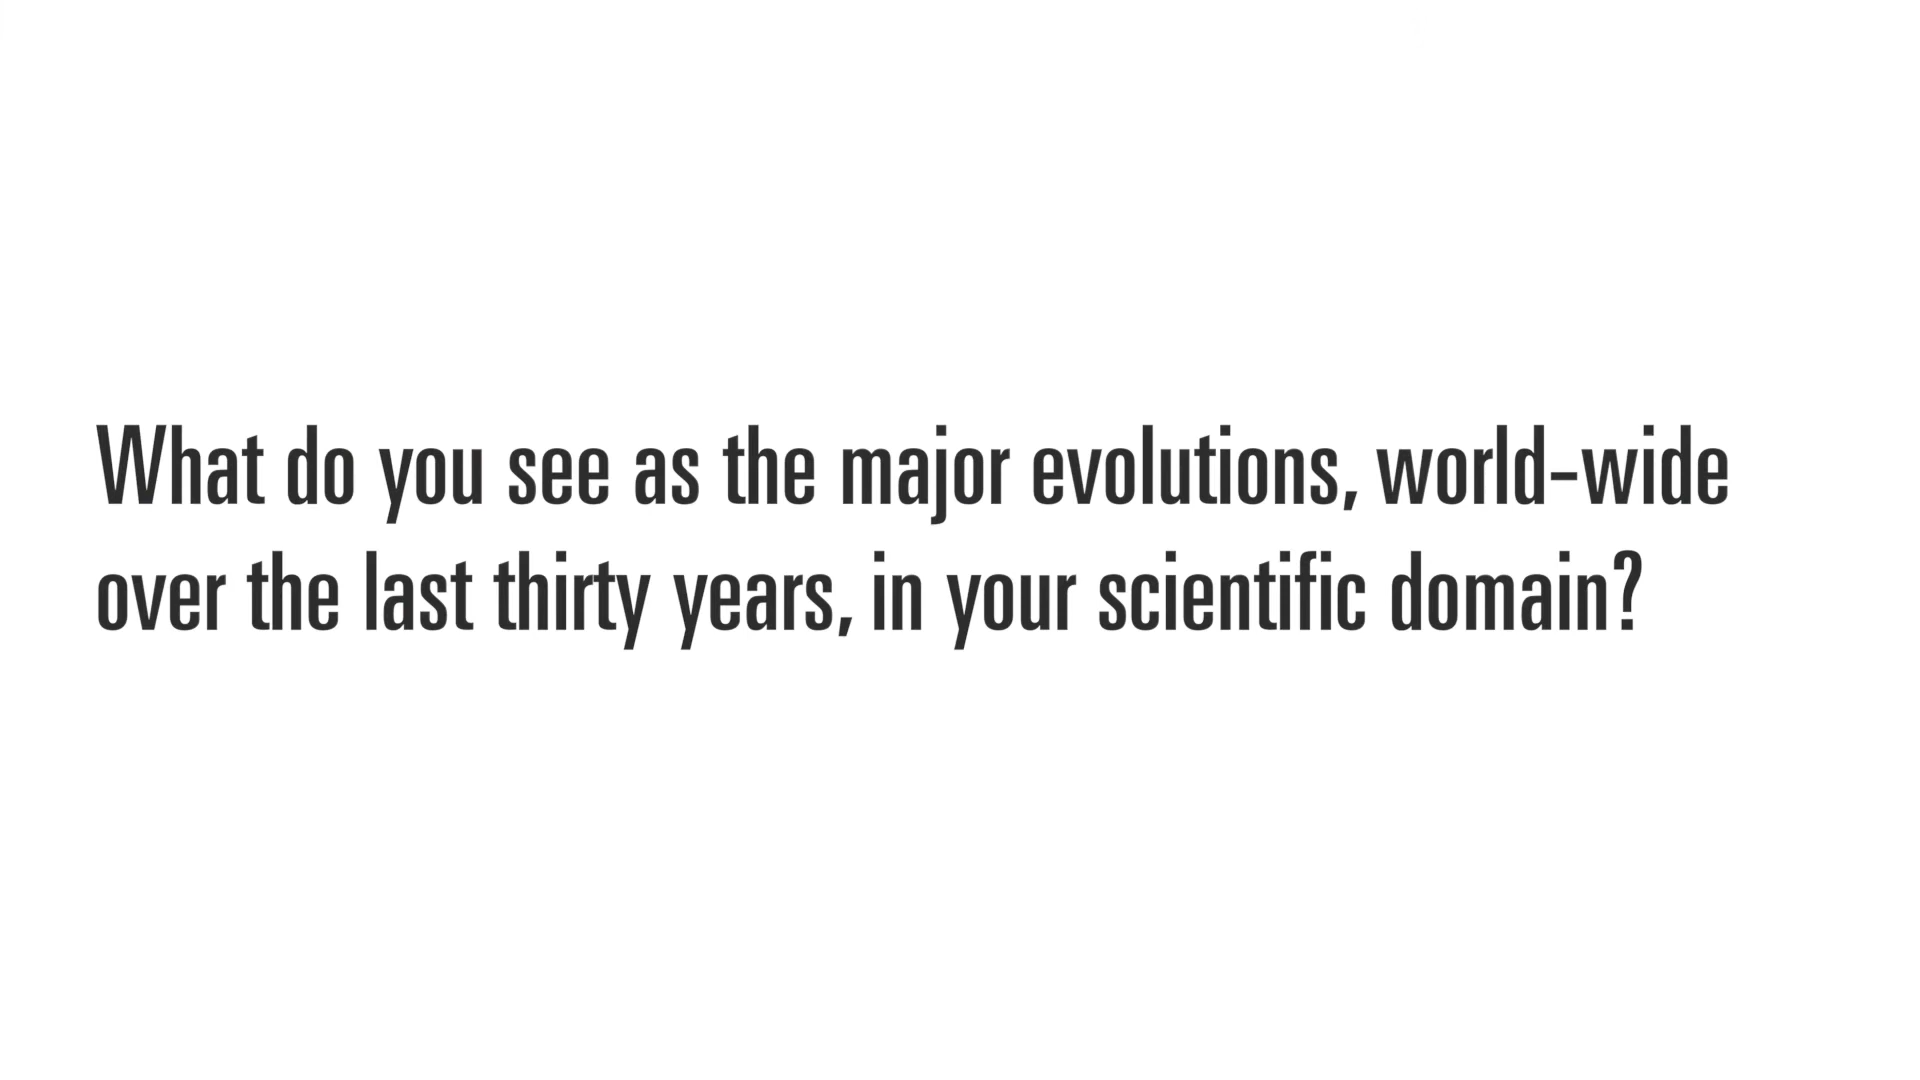 What do you see as the major evolutions, world-wide
over the last thirty years, in your scientific domain?